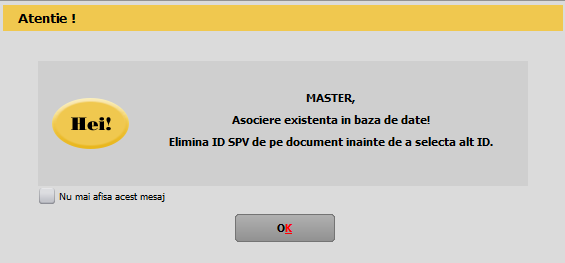 Atentie !
Hei!
MASTER,
Asociere existenta in baza de date!
Elimina ID SPV de pe document inainte de a selecta alt ID.
Nu mai afisa acest mesaj
OK